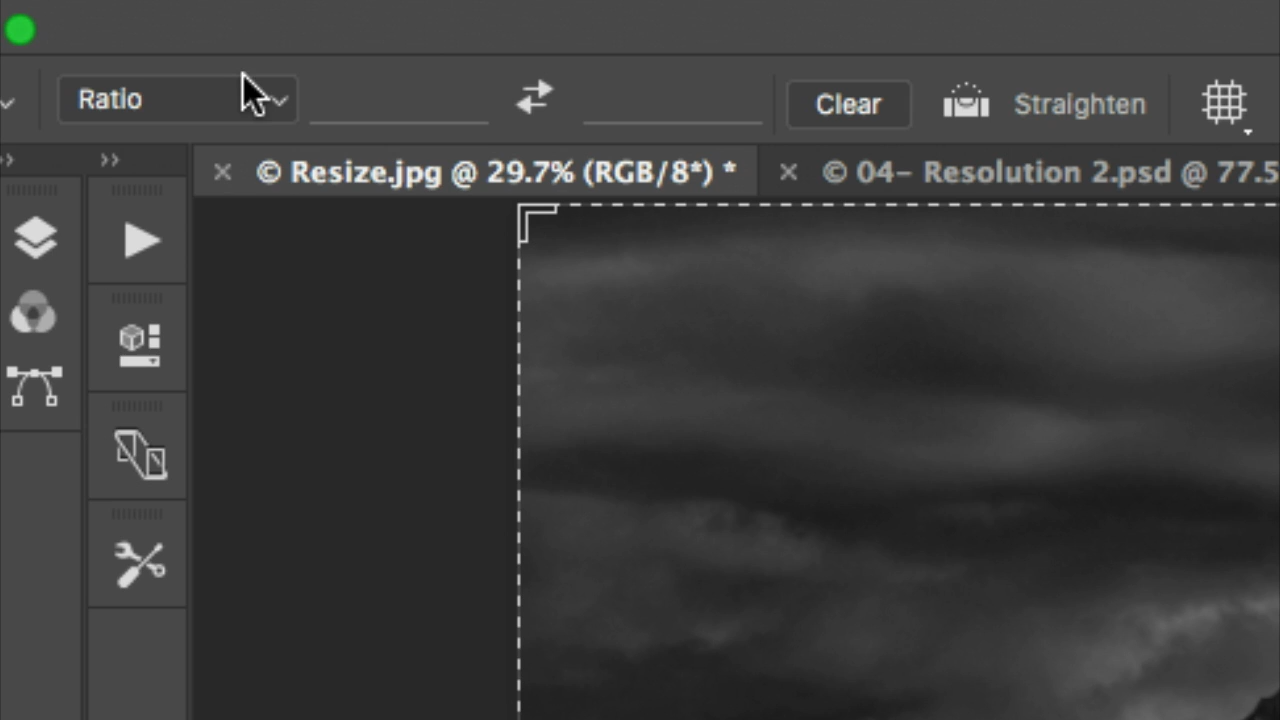 Ratio Clear Straighten
© Resize.jpg @ 29.7% (RGB/8*) * © 04- Resolution 2.psd @ 77.5